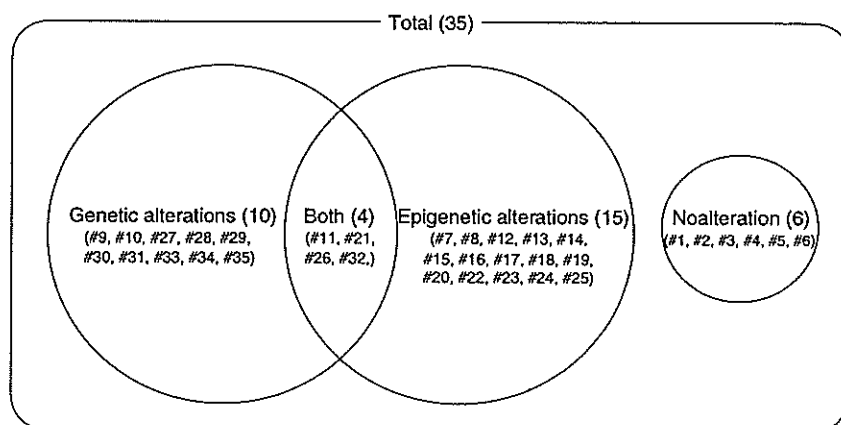 Total (35)
Genetic alterations (10)
(#9, #10, #27, #28, #29,
#30, #31, #33, #34, #35)
Both (4)
(#11, #21,
#26, #32,)
Epigenetic alterations (15)
(#7, #8, #12, #13, #14,
#15, #16, #17, #18, #19,
#20, #22, #23, #24, #25)
Noalteration (6)
(#1, #2, #3, #4, #5, #6)